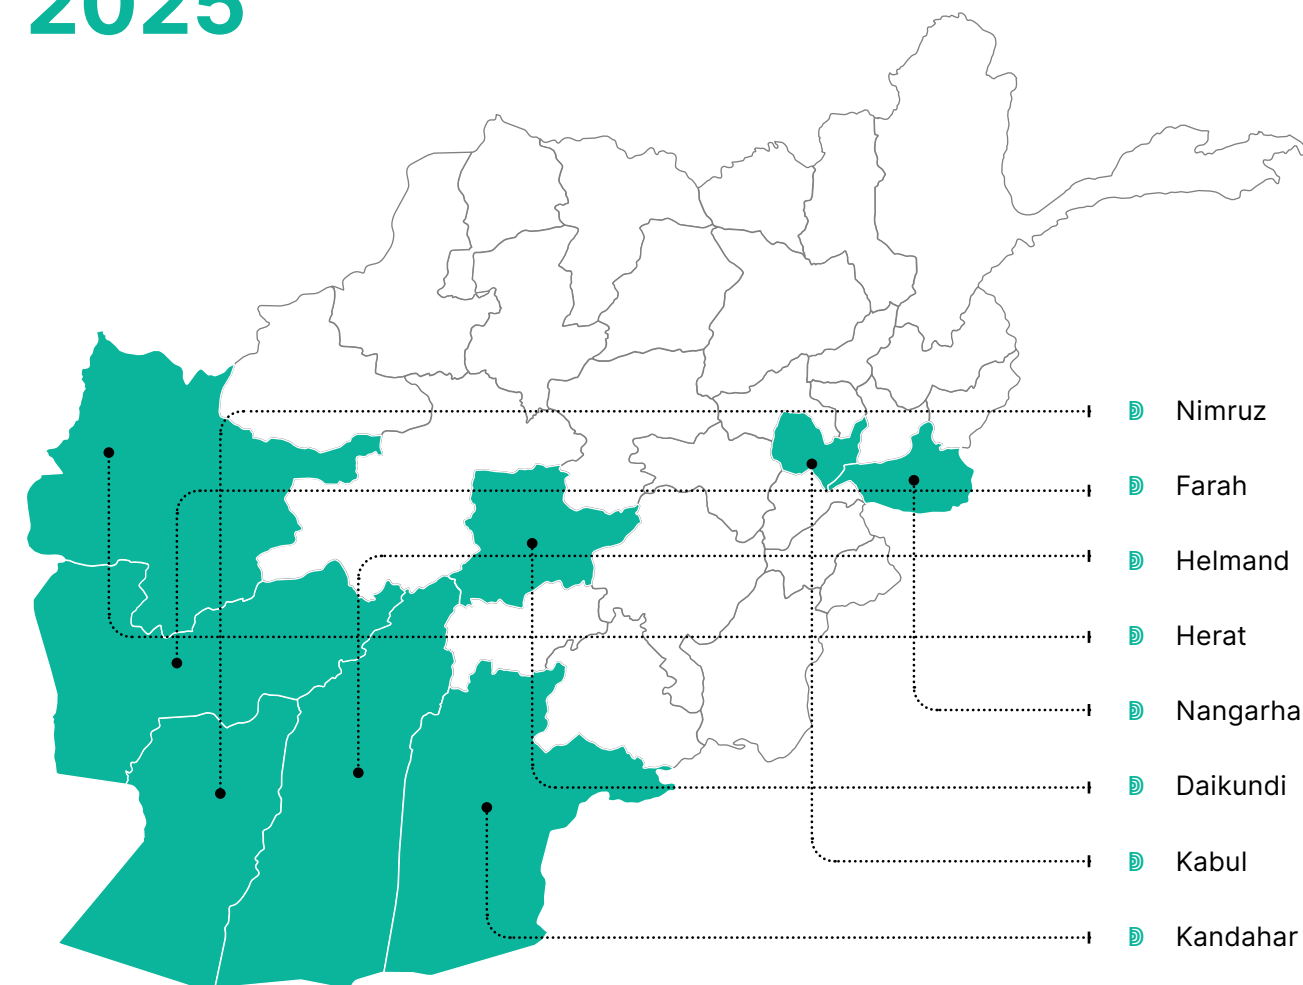 2025
Nimruz
Farah
Helmand
Herat
Nangarha
Daikundi
Kabul
Kandahar